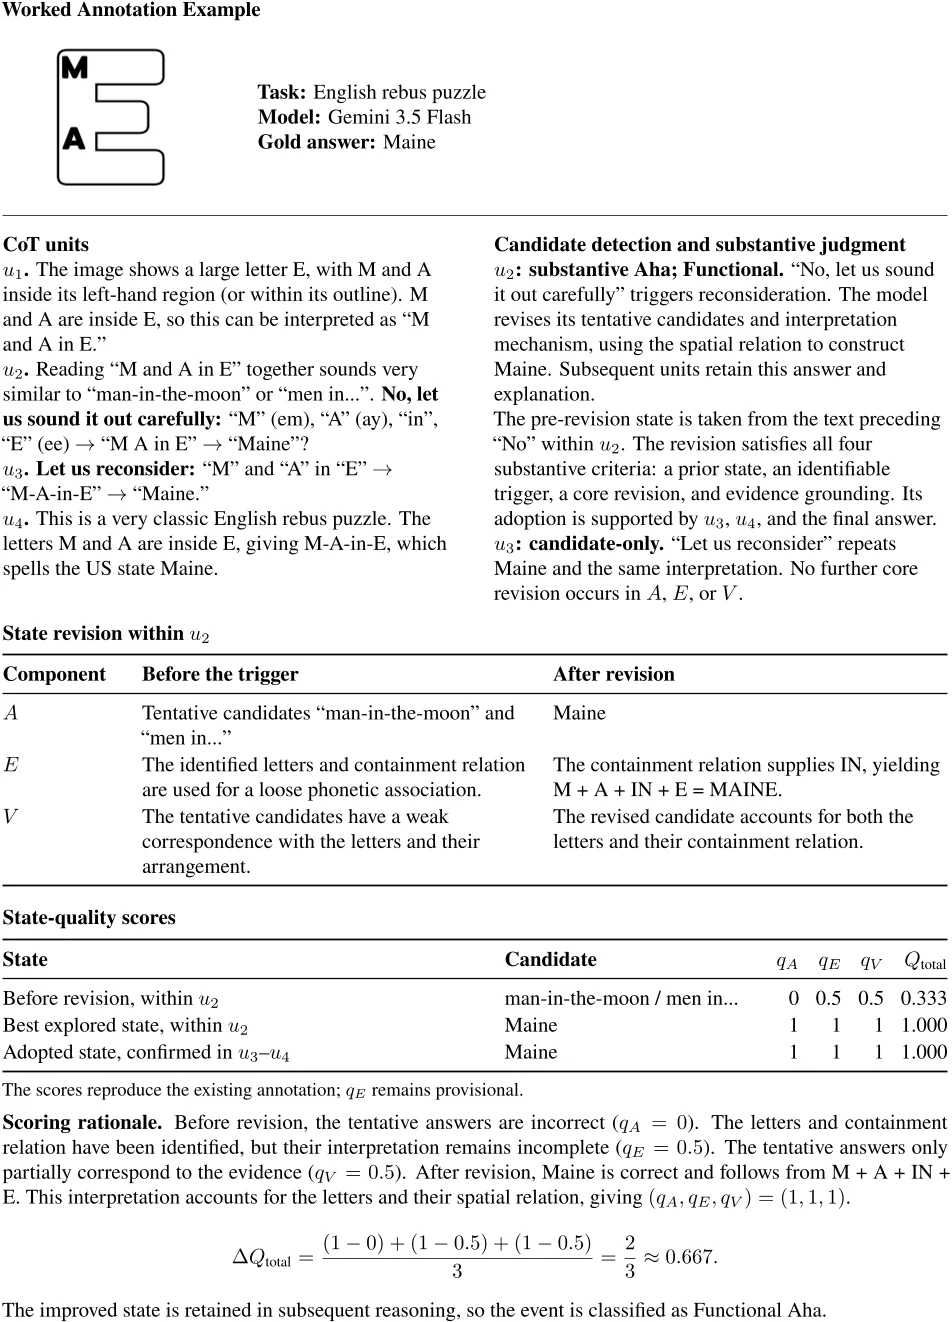 Worked Annotation Example
M
A
E
Task: English rebus puzzle
Model: Gemini 3.5 Flash
Gold answer: Maine
CoT units
u₁. The image shows a large letter E, with M and A
inside its left-hand region (or within its outline). M
and A are inside E, so this can be interpreted as “M
and A in E.”
u₂. Reading “M and A in E” together sounds very
similar to “man-in-the-moon” or “men in...”. No, let
us sound it out carefully: “M” (em), “A” (ay), “in”,
“E” (ee) → “M A in E” → “Maine”?
u₃. Let us reconsider: “M” and “A” in “E” →
“M-A-in-E” → “Maine.”
u₄. This is a very classic English rebus puzzle. The
letters M and A are inside E, giving M-A-in-E, which
spells the US state Maine.
Candidate detection and substantive judgment
u₂: substantive Aha; Functional. “No, let us sound
it out carefully” triggers reconsideration. The model
revises its tentative candidates and interpretation
mechanism, using the spatial relation to construct
Maine. Subsequent units retain this answer and
explanation.
The pre-revision state is taken from the text preceding
“No” within u₂. The revision satisfies all four
substantive criteria: a prior state, an identifiable
trigger, a core revision, and evidence grounding. Its
adoption is supported by u₃, u₄, and the final answer.
u₃: candidate-only. “Let us reconsider” repeats
Maine and the same interpretation. No further core
revision occurs in A, E, or V.
State revision within u₂
Component Before the trigger After revision
A Tentative candidates “man-in-the-moon” and Maine
“men in...”
E The identified letters and containment relation The containment relation supplies IN, yielding
are used for a loose phonetic association. M + A + IN + E = MAINE.
V The tentative candidates have a weak The revised candidate accounts for both the
correspondence with the letters and their letters and their containment relation.
arrangement.
State-quality scores
State Candidate q_A q_E q_V Q_total
Before revision, within u₂ man-in-the-moon / men in... 0 0.5 0.5 0.333
Best explored state, within u₂ Maine 1 1 1 1.000
Adopted state, confirmed in u₃–u₄ Maine 1 1 1 1.000
The scores reproduce the existing annotation; q_E remains provisional.
Scoring rationale. Before revision, the tentative answers are incorrect (q_A = 0). The letters and containment
relation have been identified, but their interpretation remains incomplete (q_E = 0.5). The tentative answers only
partially correspond to the evidence (q_V = 0.5). After revision, Maine is correct and follows from M + A + IN +
E. This interpretation accounts for the letters and their spatial relation, giving (q_A, q_E, q_V) = (1, 1, 1).
ΔQ_total = ((1 − 0) + (1 − 0.5) + (1 − 0.5))/3 = 2/3 ≈ 0.667.
The improved state is retained in subsequent reasoning, so the event is classified as Functional Aha.